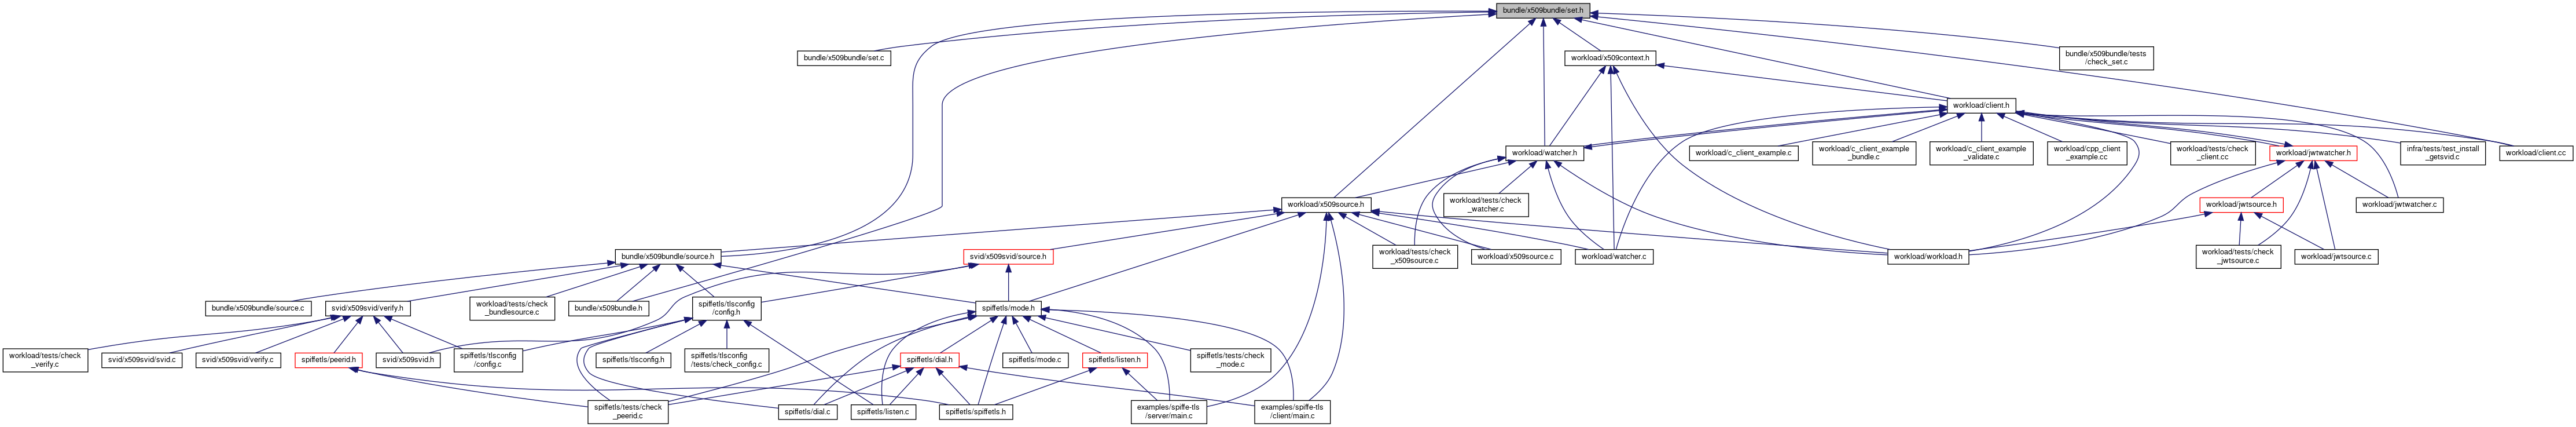 bundle/x509bundle/set.h
bundle/x509bundle/set.c
workload/x509context.h
bundle/x509bundle/tests
/check_set.c
workload/client.h
workload/watcher.h
workload/c_client_example.c
workload/c_client_example
_bundle.c
workload/c_client_example
_validate.c
workload/cpp_client
_example.cc
workload/tests/check
_client.cc
workload/jwtwatcher.h
infra/tests/test_install
_getsvid.c
workload/client.cc
workload/x509source.h
workload/tests/check
_watcher.c
workload/jwtsource.h
workload/jwtwatcher.c
bundle/x509bundle/source.h
svid/x509svid/source.h
workload/tests/check
_x509source.c
workload/x509source.c
workload/watcher.c
workload/workload.h
workload/tests/check
_jwtsource.c
workload/jwtsource.c
bundle/x509bundle/source.c
svid/x509svid/verify.h
workload/tests/check
_bundlesource.c
bundle/x509bundle.h
spiffetls/tlsconfig
/config.h
spiffetls/mode.h
workload/tests/check
_verify.c
svid/x509svid/svid.c
svid/x509svid/verify.c
spiffetls/peerid.h
svid/x509svid.h
spiffetls/tlsconfig
/config.c
spiffetls/tlsconfig.h
spiffetls/tlsconfig
/tests/check_config.c
spiffetls/dial.h
spiffetls/mode.c
spiffetls/listen.h
spiffetls/tests/check
_mode.c
spiffetls/tests/check
_peerid.c
spiffetls/dial.c
spiffetls/listen.c
spiffetls/spiffetls.h
examples/spiffe-tls
/server/main.c
examples/spiffe-tls
/client/main.c